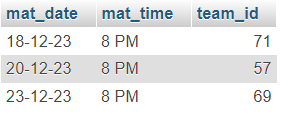 mat_date mat_time team_id
18-12-23 8 PM 71
20-12-23 8 PM 57
23-12-23 8 PM 69